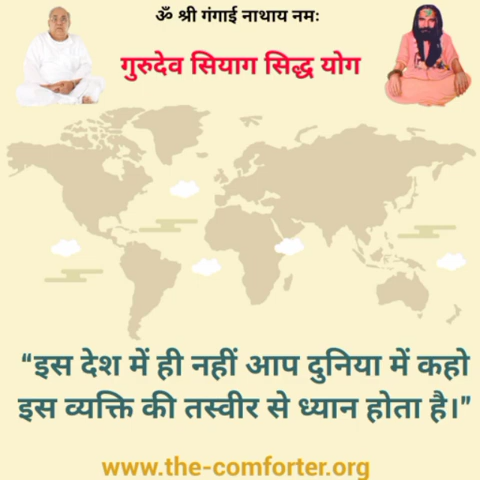 ॐ श्री गंगाई नाथाय नमः
गुरुदेव सियाग सिद्ध योग
“इस देश में ही नहीं आप दुनिया में कहो
इस व्यक्ति की तस्वीर से ध्यान होता है।”
www.the-comforter.org